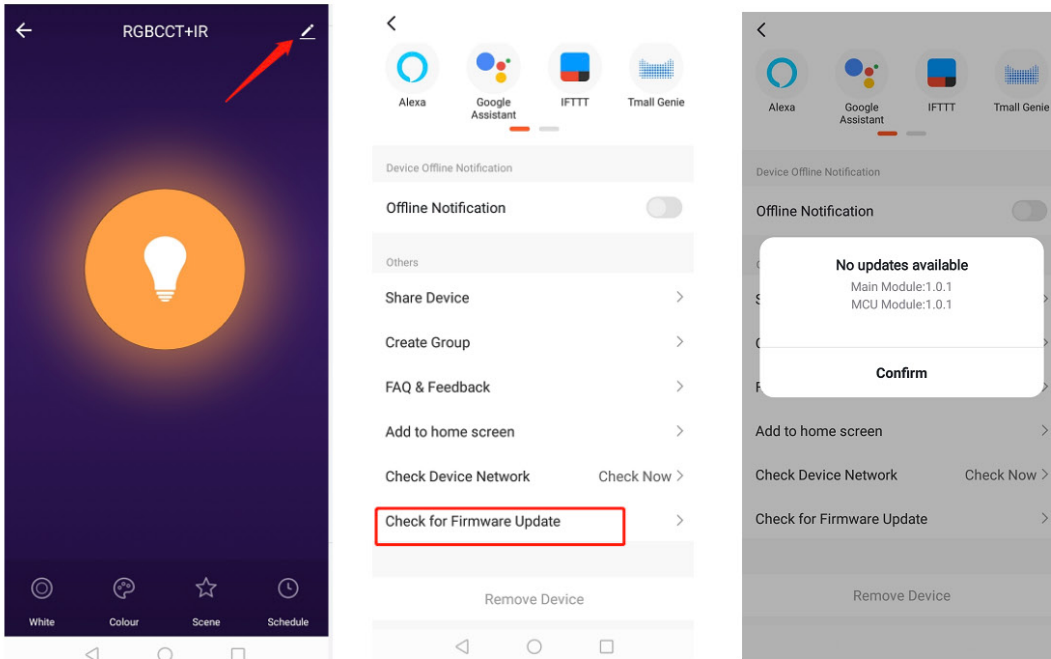 RGBCCT+IR
White
Colour
Scene
Schedule
Alexa
Google
Assistant
IFTTT
Tmall Genie
Device Offline Notification
Offline Notification
Others
Share Device
Create Group
FAQ & Feedback
Add to home screen
Check Device Network Check Now
Check for Firmware Update
Remove Device
Alexa
Google
Assistant
IFTTT
Tmall Genie
Device Offline Notification
Offline Notification
No updates available
Main Module:1.0.1
MCU Module:1.0.1
Confirm
Add to home screen
Check Device Network Check Now
Check for Firmware Update
Remove Device